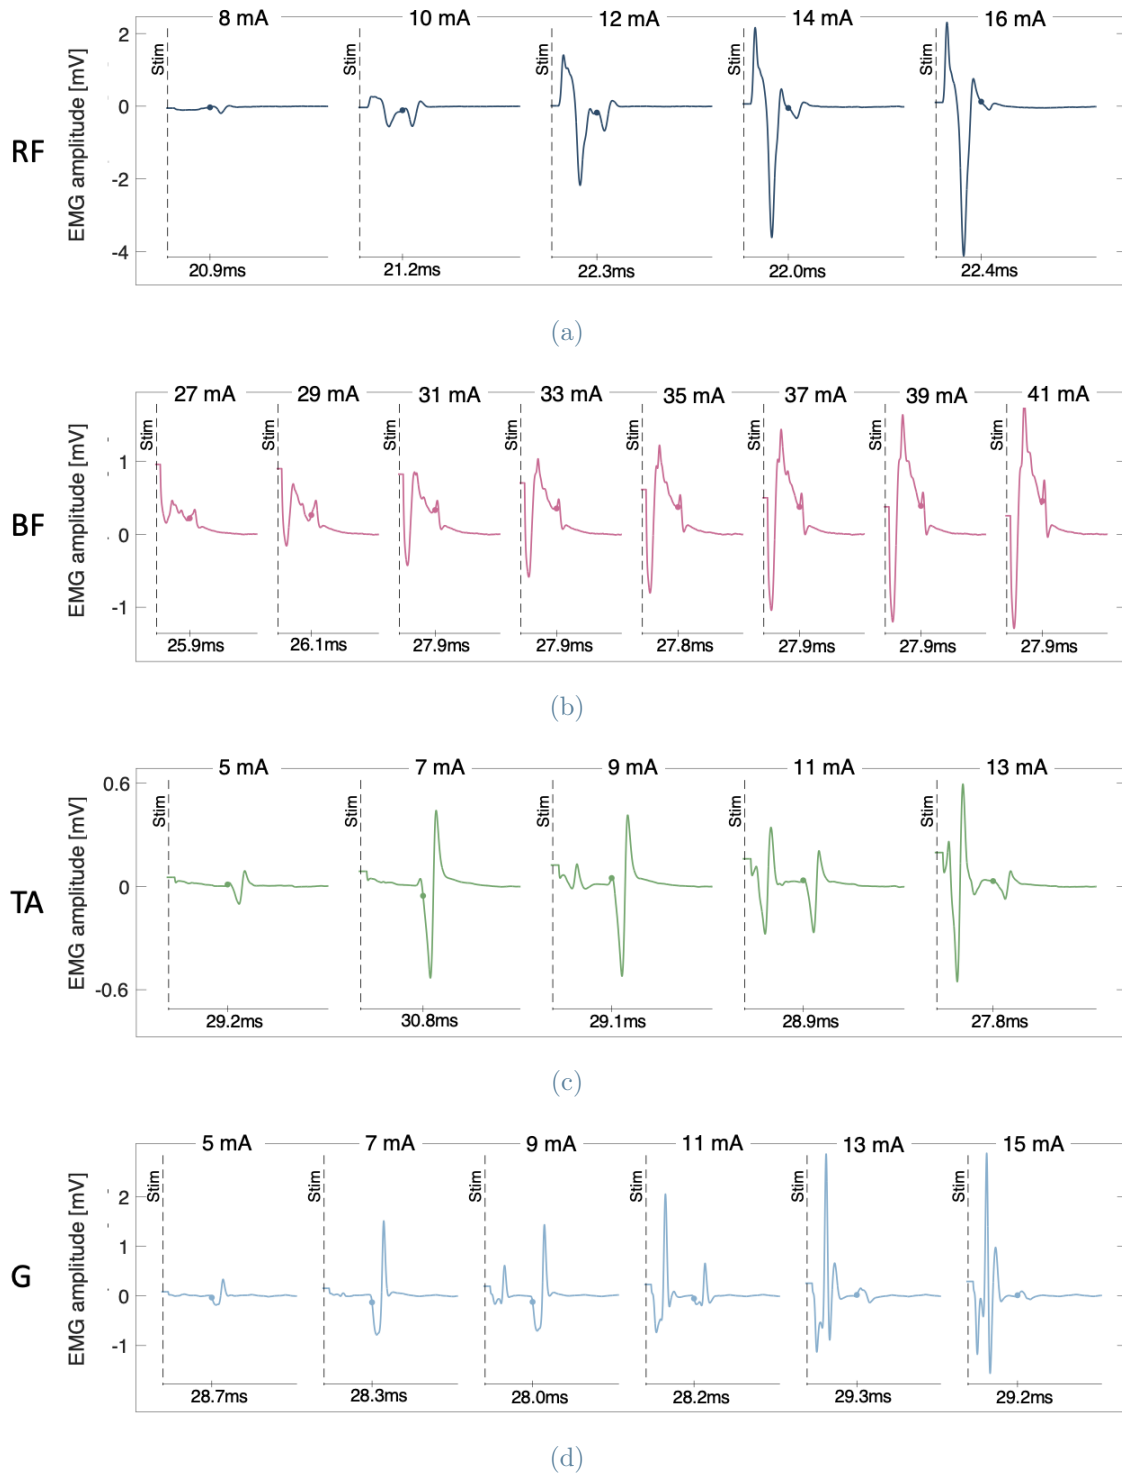 8 mA 10 mA 12 mA 14 mA 16 mA
Stim Stim Stim Stim Stim
RF
EMG amplitude [mV]
2
0
-2
-4
20.9ms 21.2ms 22.3ms 22.0ms 22.4ms
(a)
27 mA 29 mA 31 mA 33 mA 35 mA 37 mA 39 mA 41 mA
Stim Stim Stim Stim Stim Stim Stim Stim
BF
EMG amplitude [mV]
1
0
-1
25.9ms 26.1ms 27.9ms 27.9ms 27.8ms 27.9ms 27.9ms 27.9ms
(b)
5 mA 7 mA 9 mA 11 mA 13 mA
Stim Stim Stim Stim Stim
TA
EMG amplitude [mV]
0.6
0
-0.6
29.2ms 30.8ms 29.1ms 28.9ms 27.8ms
(c)
5 mA 7 mA 9 mA 11 mA 13 mA 15 mA
Stim Stim Stim Stim Stim Stim
G
EMG amplitude [mV]
2
1
0
-1
28.7ms 28.3ms 28.0ms 28.2ms 29.3ms 29.2ms
(d)